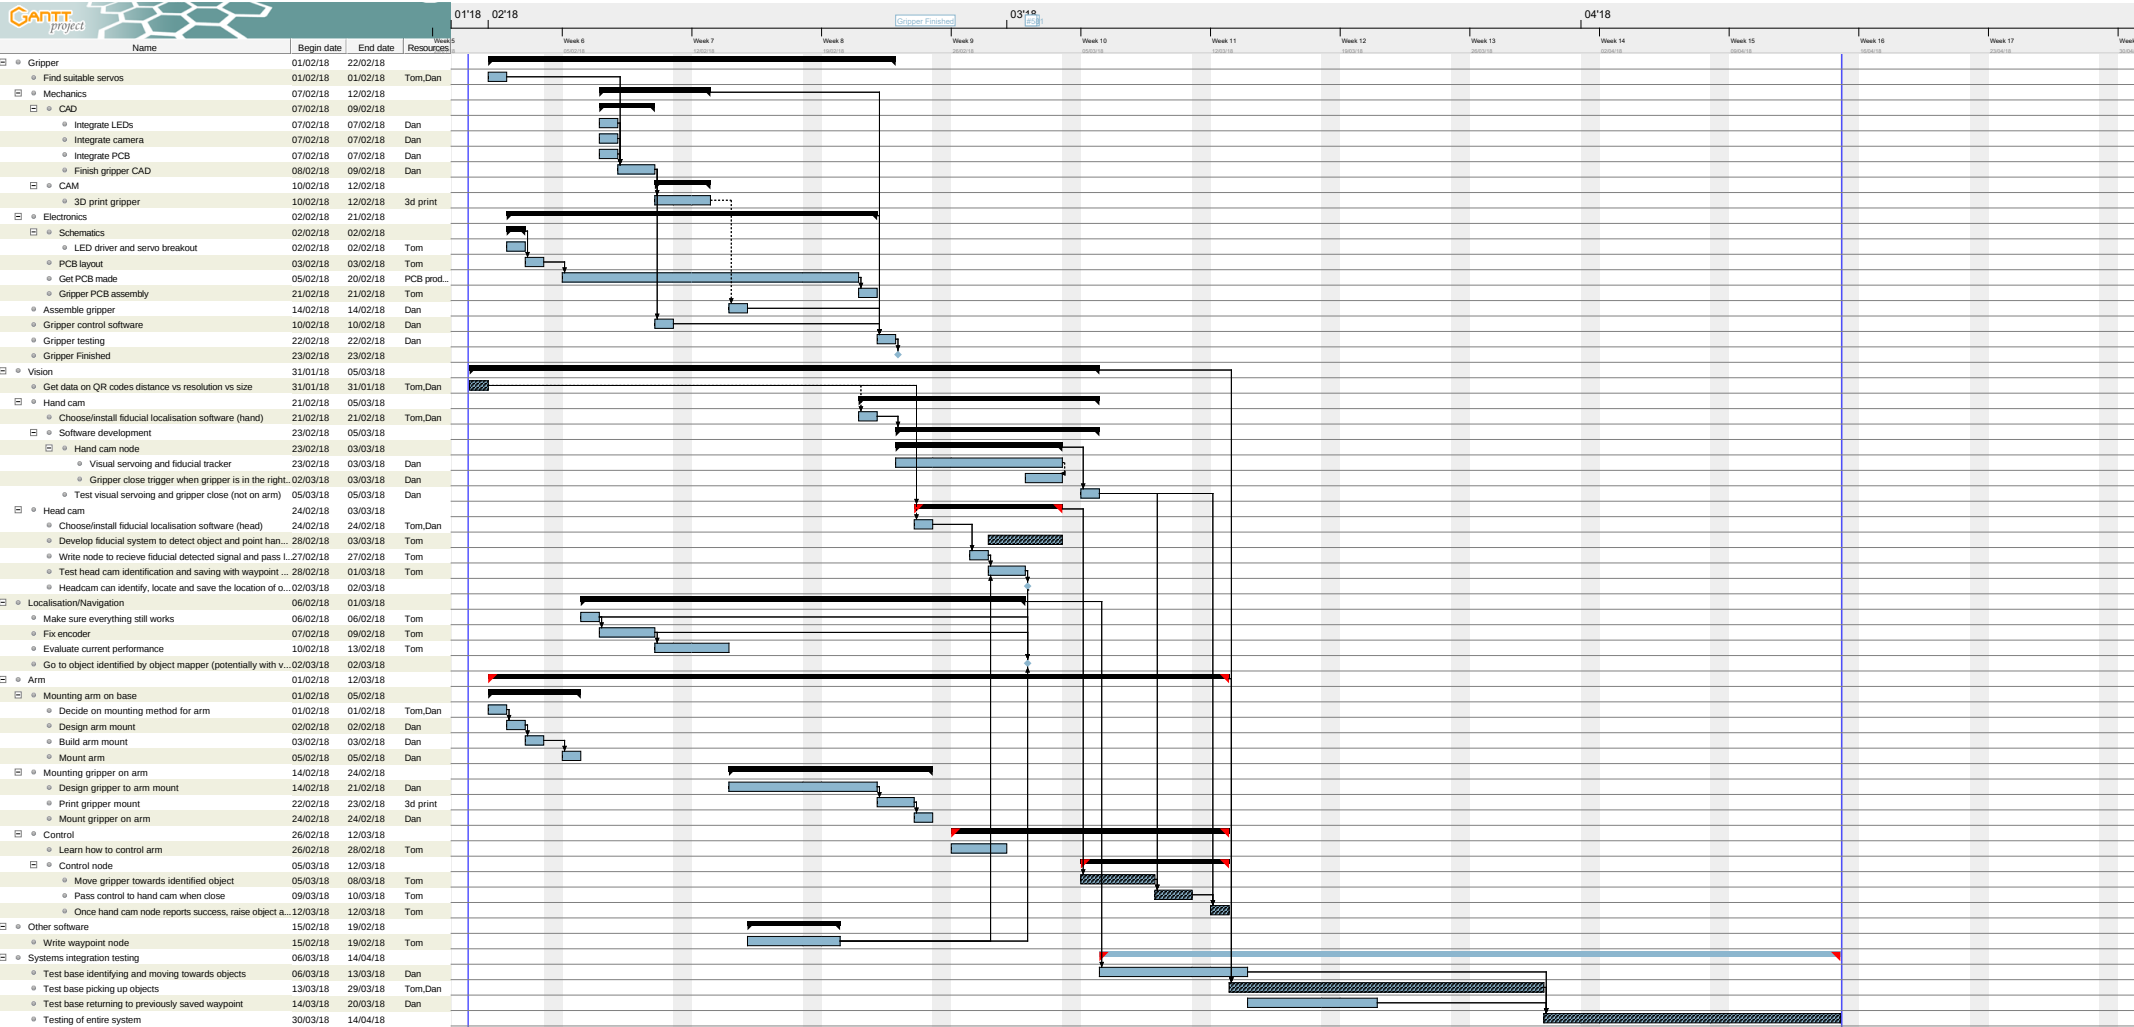 GANTT project
01'18 02'18 03'18 04'18
Gripper Finished
Name Begin date End date Resources
Week 5 Week 6 Week 7 Week 8 Week 9 Week 10 Week 11 Week 12 Week 13 Week 14 Week 15 Week 16 Week 17
Gripper 01/02/18 22/02/18
Find suitable servos 01/02/18 01/02/18 Tom,Dan
Mechanics 07/02/18 12/02/18
CAD 07/02/18 09/02/18
Integrate LEDs 07/02/18 07/02/18 Dan
Integrate camera 07/02/18 07/02/18 Dan
Integrate PCB 07/02/18 07/02/18 Dan
Finish gripper CAD 08/02/18 09/02/18 Dan
CAM 10/02/18 12/02/18
3D print gripper 10/02/18 12/02/18 3d print
Electronics 02/02/18 21/02/18
Schematics 02/02/18 02/02/18
LED driver and servo breakout 02/02/18 02/02/18 Tom
PCB layout 03/02/18 03/02/18 Tom
Get PCB made 05/02/18 20/02/18 PCB prod...
Gripper PCB assembly 21/02/18 21/02/18 Tom
Assemble gripper 14/02/18 14/02/18 Dan
Gripper control software 10/02/18 10/02/18 Dan
Gripper testing 22/02/18 22/02/18 Dan
Gripper Finished 23/02/18 23/02/18
Vision 31/01/18 05/03/18
Get data on QR codes distance vs resolution vs size 31/01/18 31/01/18 Tom,Dan
Hand cam 21/02/18 05/03/18
Choose/install fiducial localisation software (hand) 21/02/18 21/02/18 Tom,Dan
Software development 23/02/18 05/03/18
Hand cam node 23/02/18 03/03/18
Visual servoing and fiducial tracker 23/02/18 03/03/18 Dan
Gripper close trigger when gripper is in the right... 02/03/18 03/03/18 Dan
Test visual servoing and gripper close (not on arm) 05/03/18 05/03/18 Dan
Head cam 24/02/18 03/03/18
Choose/install fiducial localisation software (head) 24/02/18 24/02/18 Tom,Dan
Develop fiducial system to detect object and point han... 28/02/18 03/03/18 Tom
Write node to recieve fiducial detected signal and pass l... 27/02/18 27/02/18 Tom
Test head cam identification and saving with waypoint ... 28/02/18 01/03/18 Tom
Headcam can identify, locate and save the location of o... 02/03/18 02/03/18
Localisation/Navigation 06/02/18 01/03/18
Make sure everything still works 06/02/18 06/02/18 Tom
Fix encoder 07/02/18 09/02/18 Tom
Evaluate current performance 10/02/18 13/02/18 Tom
Go to object identified by object mapper (potentially with v... 02/03/18 02/03/18
Arm 01/02/18 12/03/18
Mounting arm on base 01/02/18 05/02/18
Decide on mounting method for arm 01/02/18 01/02/18 Tom,Dan
Design arm mount 02/02/18 02/02/18 Dan
Build arm mount 03/02/18 03/02/18 Dan
Mount arm 05/02/18 05/02/18 Dan
Mounting gripper on arm 14/02/18 24/02/18
Design gripper to arm mount 14/02/18 21/02/18 Dan
Print gripper mount 22/02/18 23/02/18 3d print
Mount gripper on arm 24/02/18 24/02/18 Dan
Control 26/02/18 12/03/18
Learn how to control arm 26/02/18 28/02/18 Tom
Control node 05/03/18 12/03/18
Move gripper towards identified object 05/03/18 08/03/18 Tom
Pass control to hand cam when close 09/03/18 10/03/18 Tom
Once hand cam node reports success, raise object a... 12/03/18 12/03/18 Tom
Other software 15/02/18 19/02/18
Write waypoint node 15/02/18 19/02/18 Tom
Systems integration testing 06/03/18 14/04/18
Test base identifying and moving towards objects 06/03/18 13/03/18 Dan
Test base picking up objects 13/03/18 29/03/18 Tom,Dan
Test base returning to previously saved waypoint 14/03/18 20/03/18 Dan
Testing of entire system 30/03/18 14/04/18